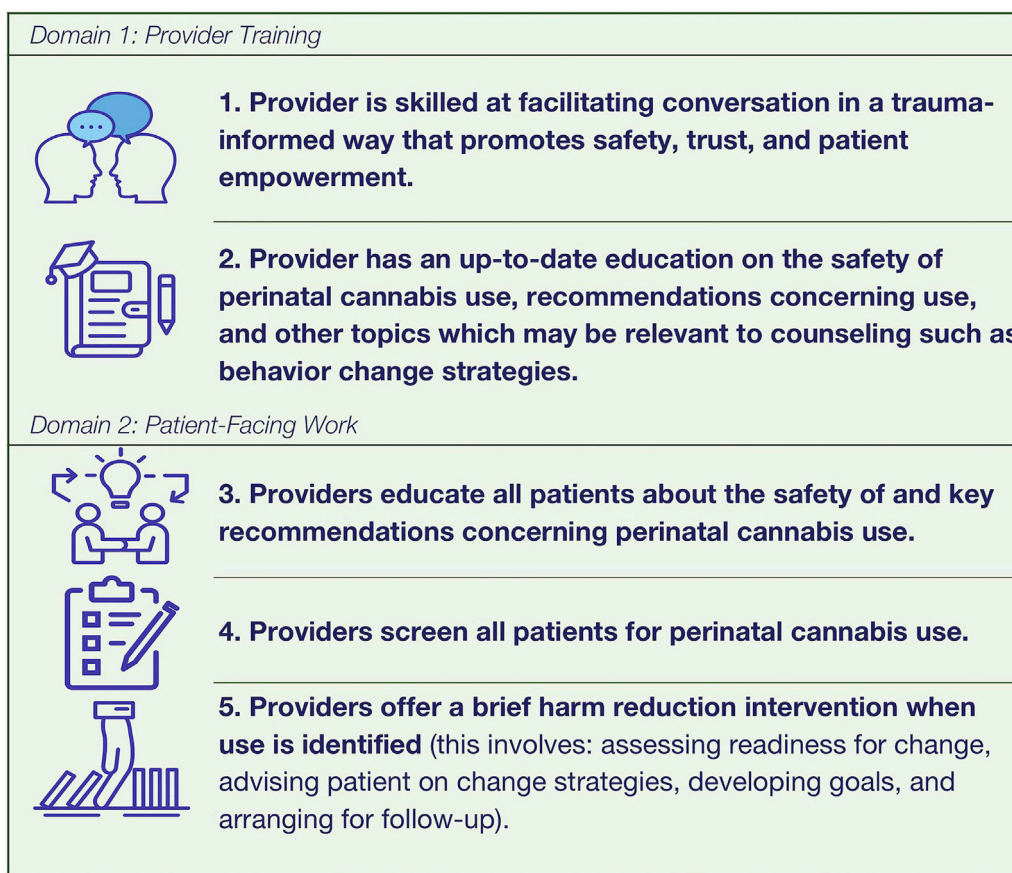 Domain 1: Provider Training
1. Provider is skilled at facilitating conversation in a trauma-
informed way that promotes safety, trust, and patient
empowerment.
2. Provider has an up-to-date education on the safety of
perinatal cannabis use, recommendations concerning use,
and other topics which may be relevant to counseling such as
behavior change strategies.
Domain 2: Patient-Facing Work
3. Providers educate all patients about the safety of and key
recommendations concerning perinatal cannabis use.
4. Providers screen all patients for perinatal cannabis use.
5. Providers offer a brief harm reduction intervention when
use is identified (this involves: assessing readiness for change,
advising patient on change strategies, developing goals, and
arranging for follow-up).